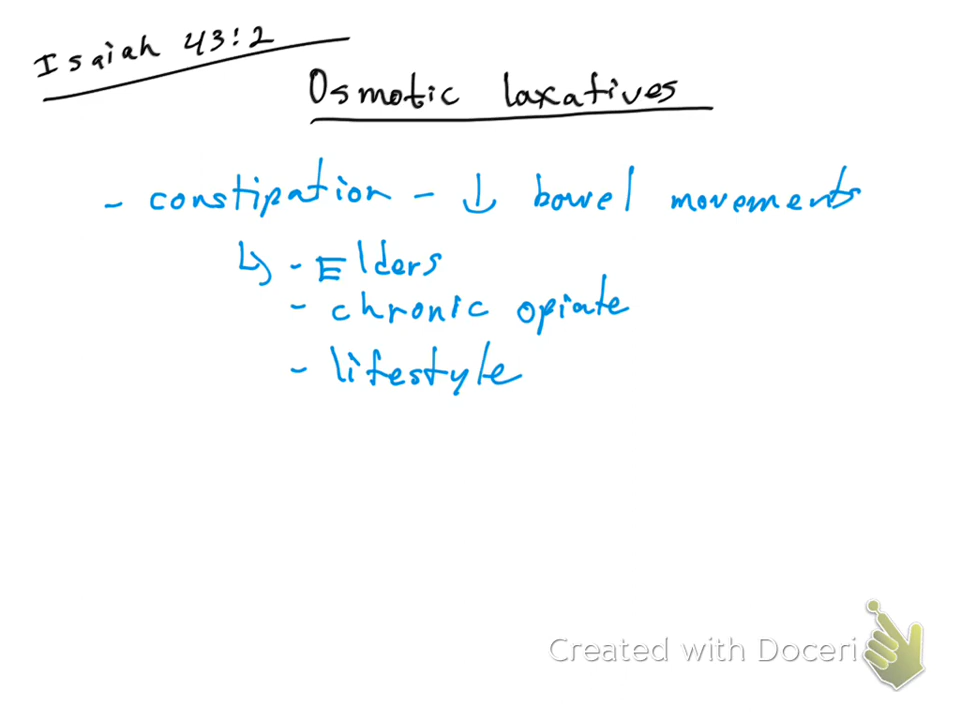 Isaiah 43:2
Osmotic laxatives
- constipation - ↓ bowel movements
↳ - Elders
- chronic opiate
- lifestyle
Created with Doceri